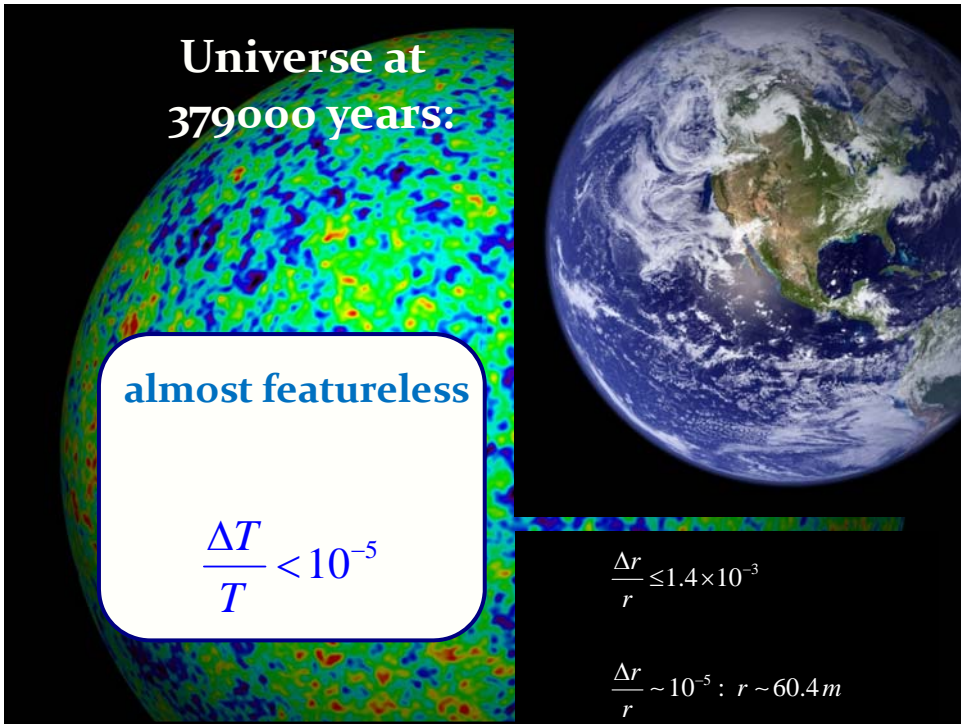 Universe at
379000 years:
almost featureless
ΔT/T < 10⁻⁵
Δr/r ≤ 1.4 × 10⁻³
Δr/r ~ 10⁻⁵ : r ~ 60.4 m